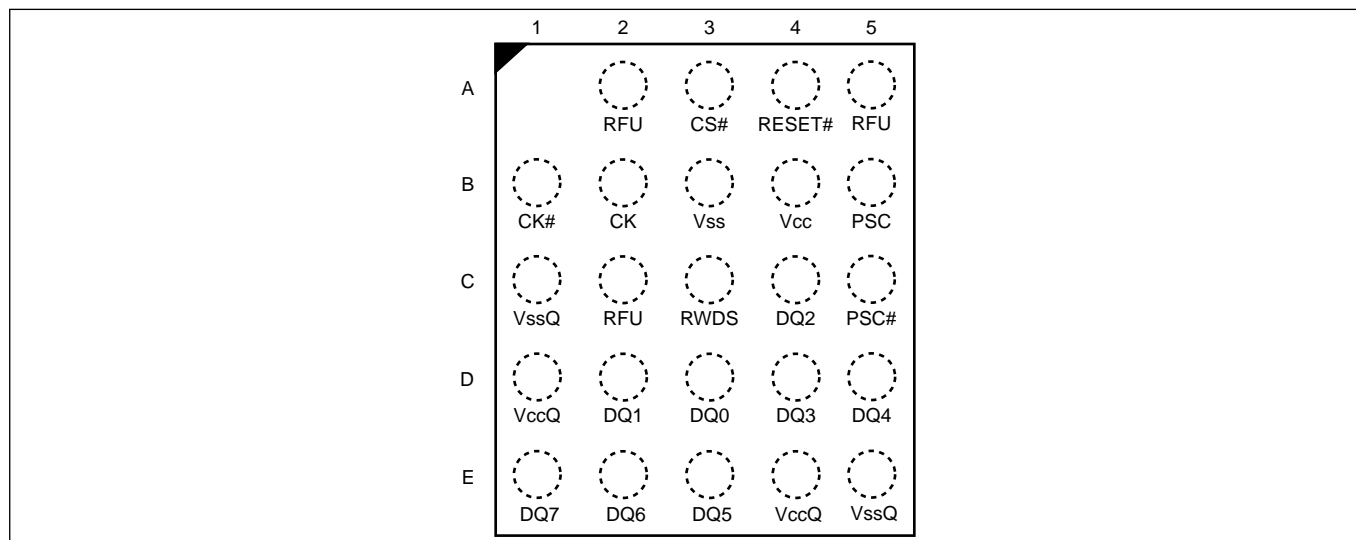 1 2 3 4 5
A
RFU CS# RESET# RFU
B
CK# CK Vss Vcc PSC
C
VssQ RFU RWDS DQ2 PSC#
D
VccQ DQ1 DQ0 DQ3 DQ4
E
DQ7 DQ6 DQ5 VccQ VssQ